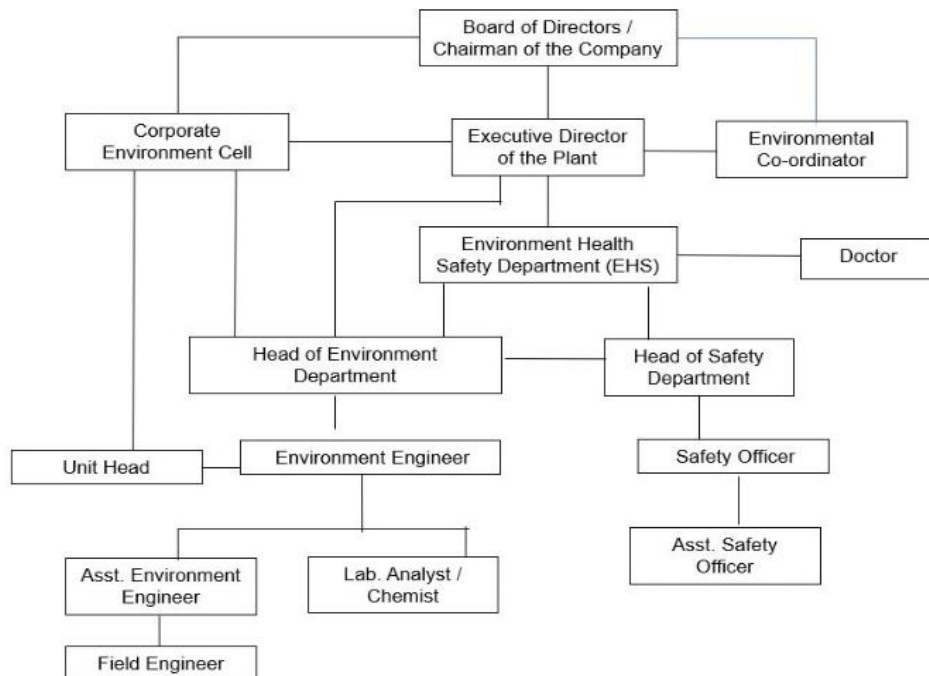 Board of Directors /
Chairman of the Company
Corporate
Environment Cell
Executive Director
of the Plant
Environmental
Co-ordinator
Environment Health
Safety Department (EHS)
Doctor
Head of Environment
Department
Head of Safety
Department
Unit Head
Environment Engineer
Safety Officer
Asst. Environment
Engineer
Lab. Analyst /
Chemist
Asst. Safety
Officer
Field Engineer